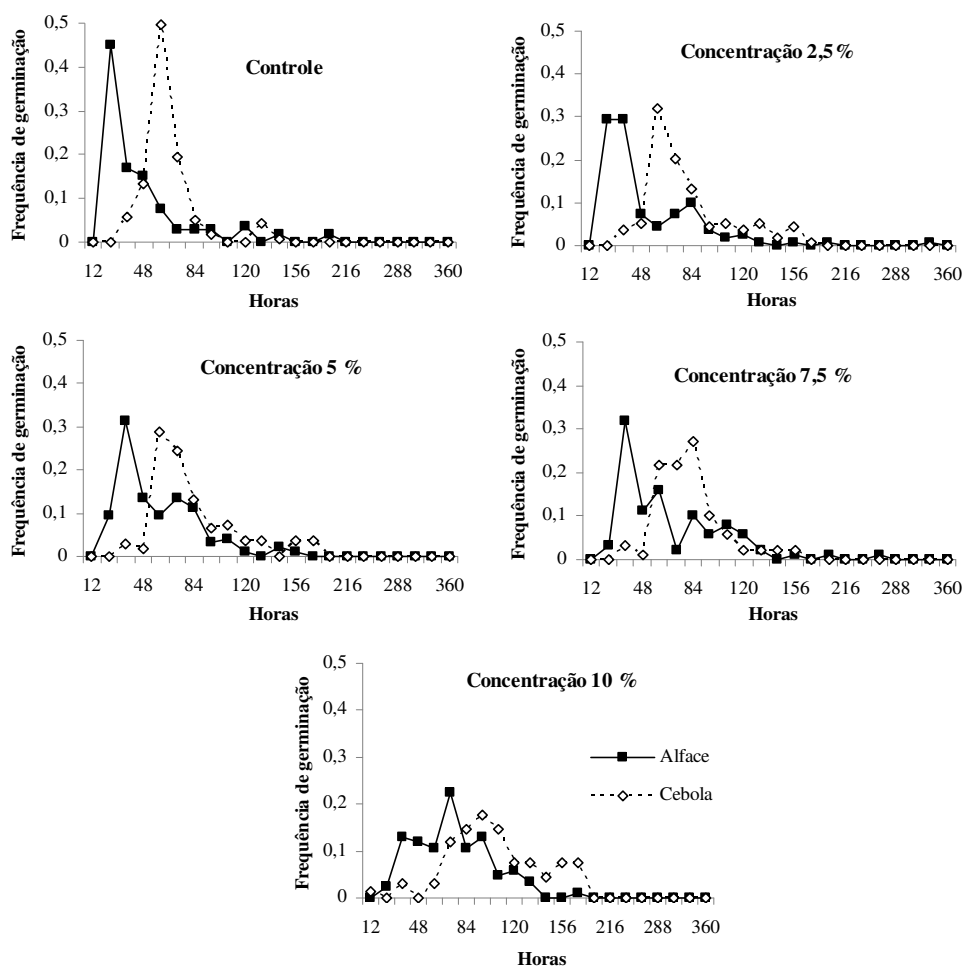 Controle
Frequência de germinação
0,5
0,4
0,3
0,2
0,1
0
12 48 84 120 156 216 288 360
Horas
Concentração 2,5%
Frequência de germinação
0,5
0,4
0,3
0,2
0,1
0
12 48 84 120 156 216 288 360
Horas
Concentração 5 %
Frequência de germinação
0,5
0,4
0,3
0,2
0,1
0
12 48 84 120 156 216 288 360
Horas
Concentração 7,5 %
Frequência de germinação
0,5
0,4
0,3
0,2
0,1
0
12 48 84 120 156 216 288 360
Horas
Concentração 10 %
Frequência de germinação
0,5
0,4
0,3
0,2
0,1
0
12 48 84 120 156 216 288 360
Horas
Alface
Cebola